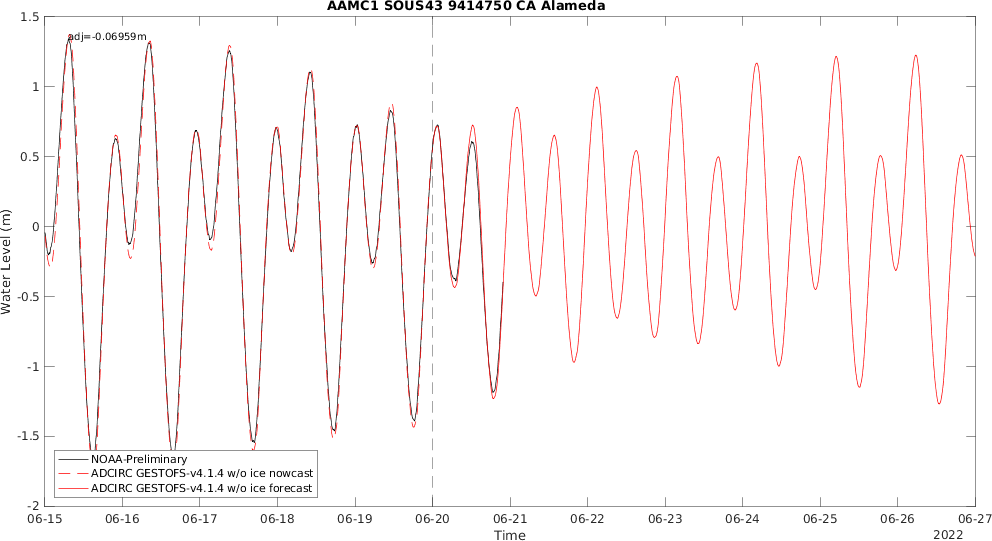 AAMC1 SOUS43 9414750 CA Alameda
adj=-0.06959m
1.5
1
0.5
0
-0.5
-1
-1.5
-2
Water Level (m)
NOAA-Preliminary
ADCIRC GESTOFS-v4.1.4 w/o ice nowcast
ADCIRC GESTOFS-v4.1.4 w/o ice forecast
06-15 06-16 06-17 06-18 06-19 06-20 06-21 06-22 06-23 06-24 06-25 06-26 06-27
Time
2022